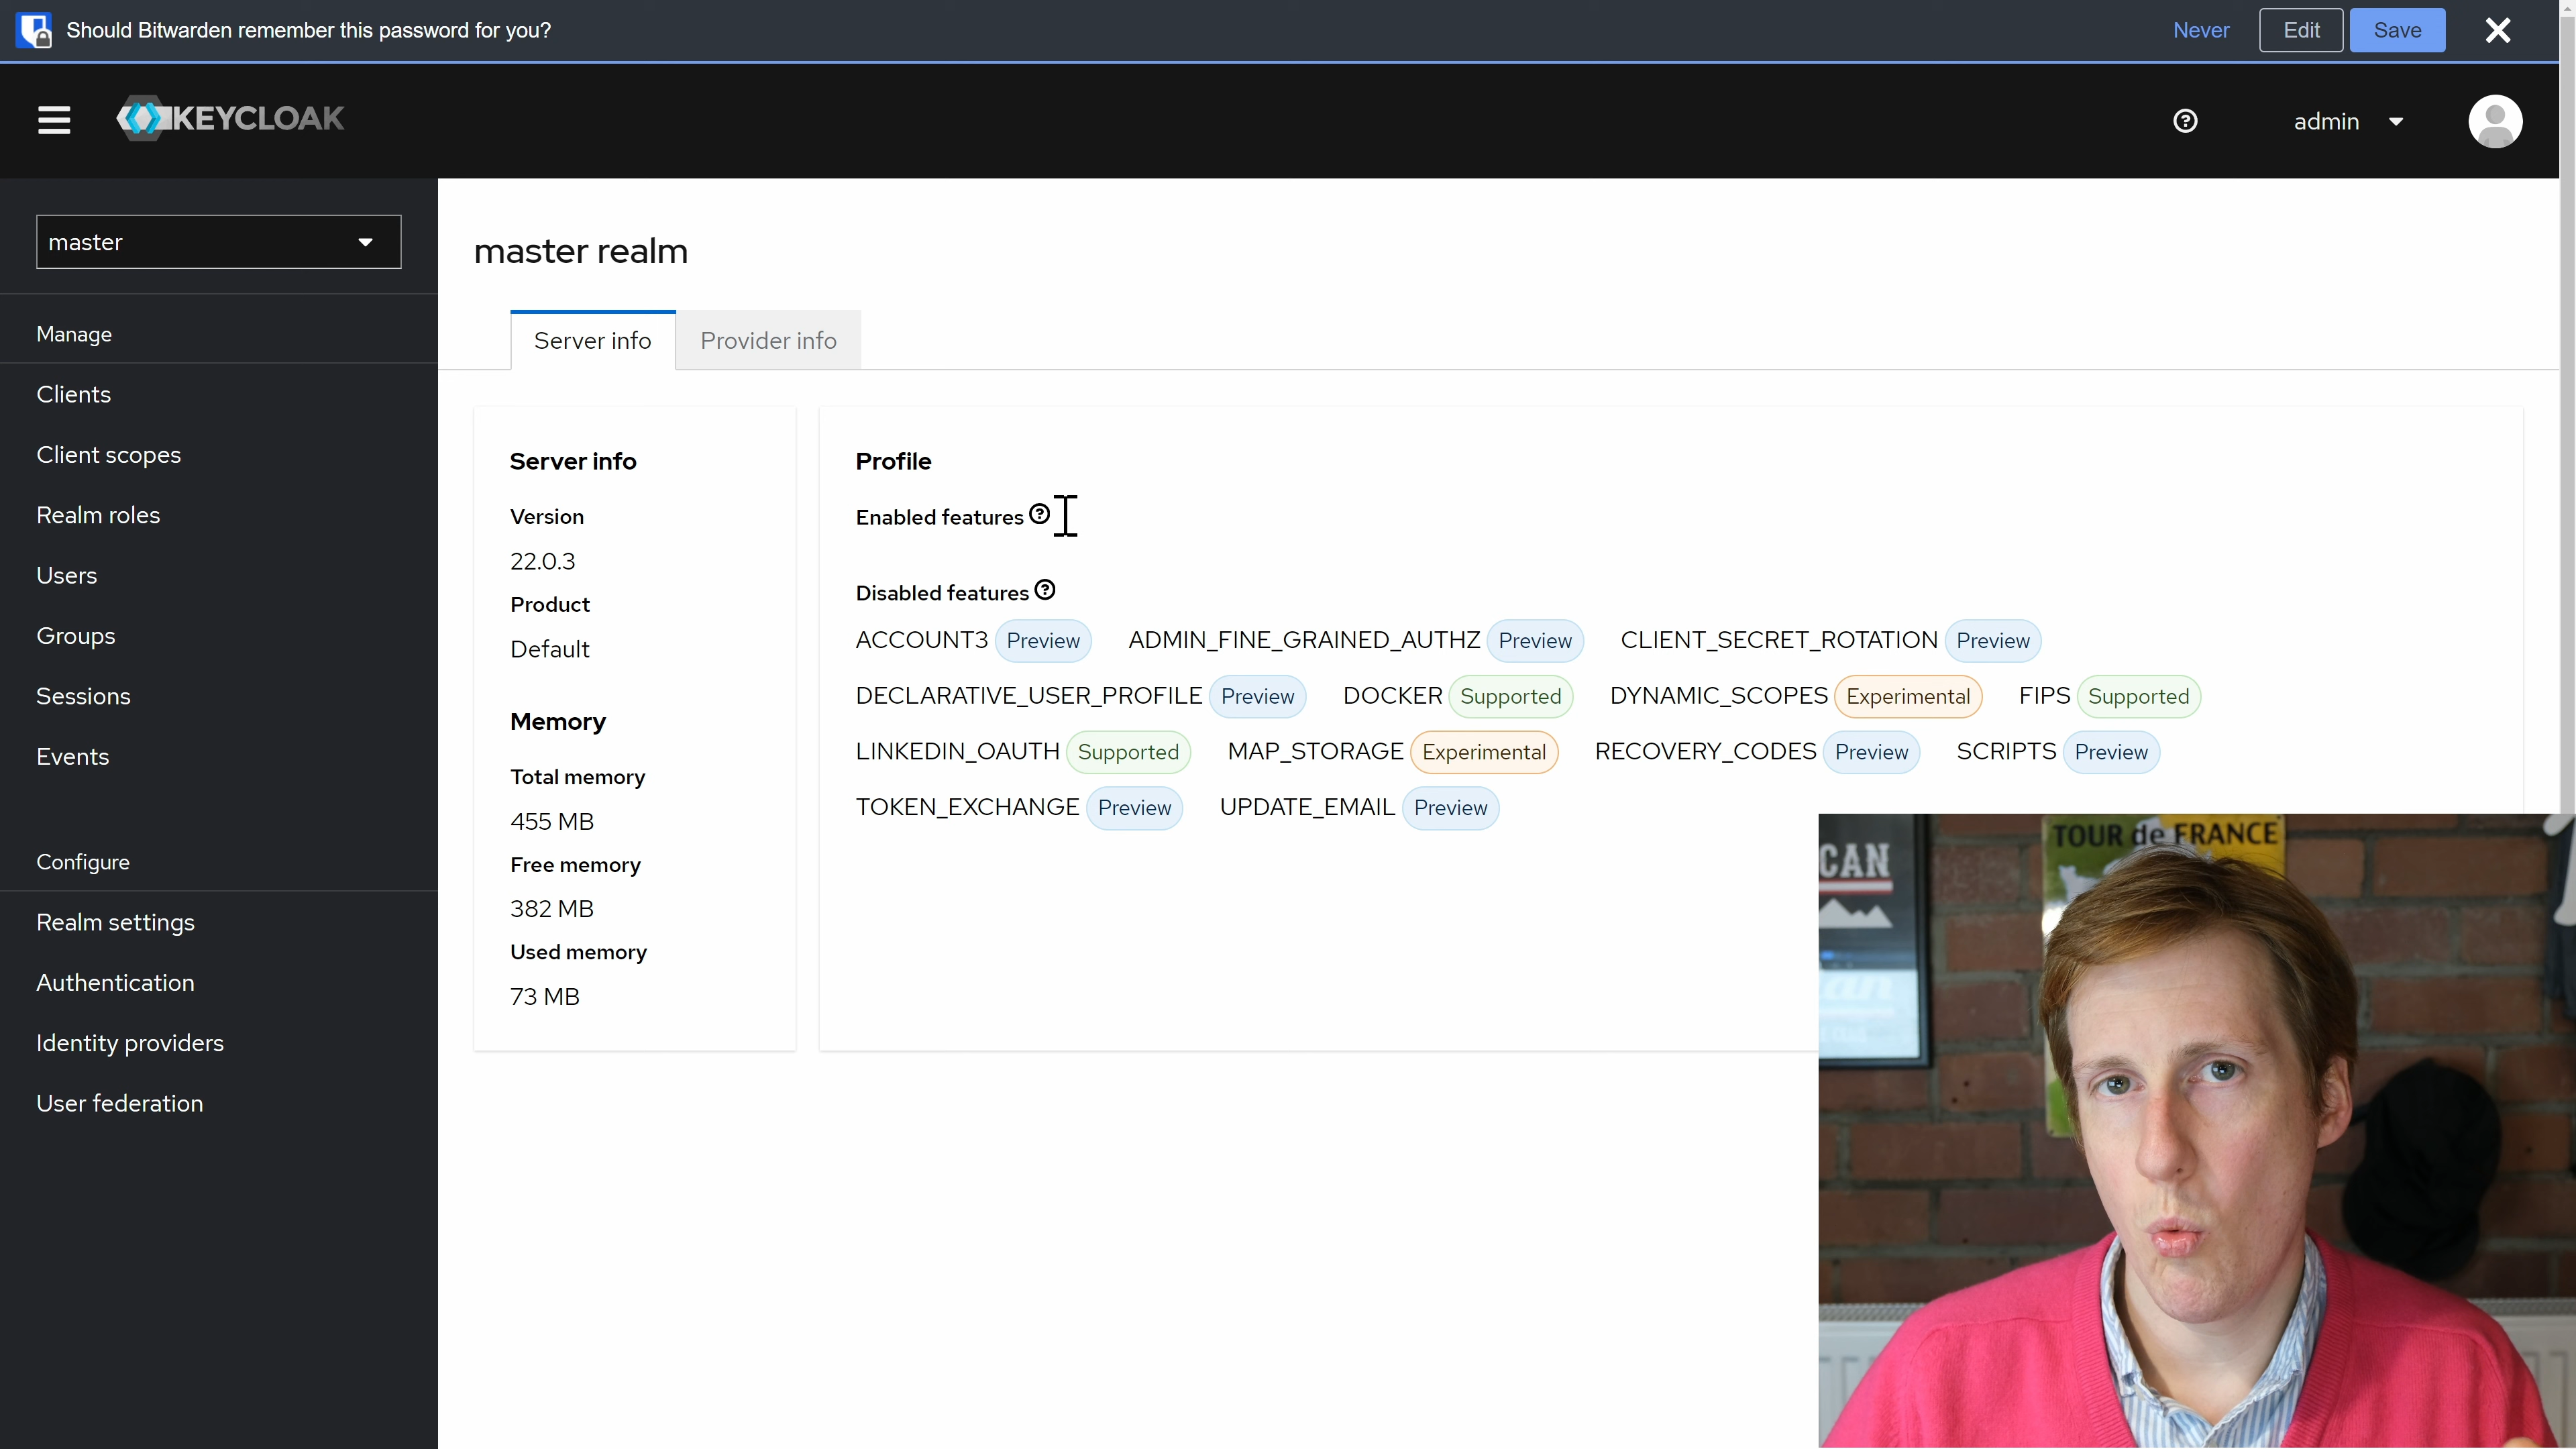 Should Bitwarden remember this password for you?
Never
Edit
Save
KEYCLOAK
admin
master
Manage
Clients
Client scopes
Realm roles
Users
Groups
Sessions
Events
Configure
Realm settings
Authentication
Identity providers
User federation
master realm
Server info
Provider info
Server info
Version
22.0.3
Product
Default
Memory
Total memory
455 MB
Free memory
382 MB
Used memory
73 MB
Profile
Enabled features
Disabled features
ACCOUNT3 Preview ADMIN_FINE_GRAINED_AUTHZ Preview CLIENT_SECRET_ROTATION Preview
DECLARATIVE_USER_PROFILE Preview DOCKER Supported DYNAMIC_SCOPES Experimental FIPS Supported
LINKEDIN_OAUTH Supported MAP_STORAGE Experimental RECOVERY_CODES Preview SCRIPTS Preview
TOKEN_EXCHANGE Preview UPDATE_EMAIL Preview
CAN
TOUR de FRANCE